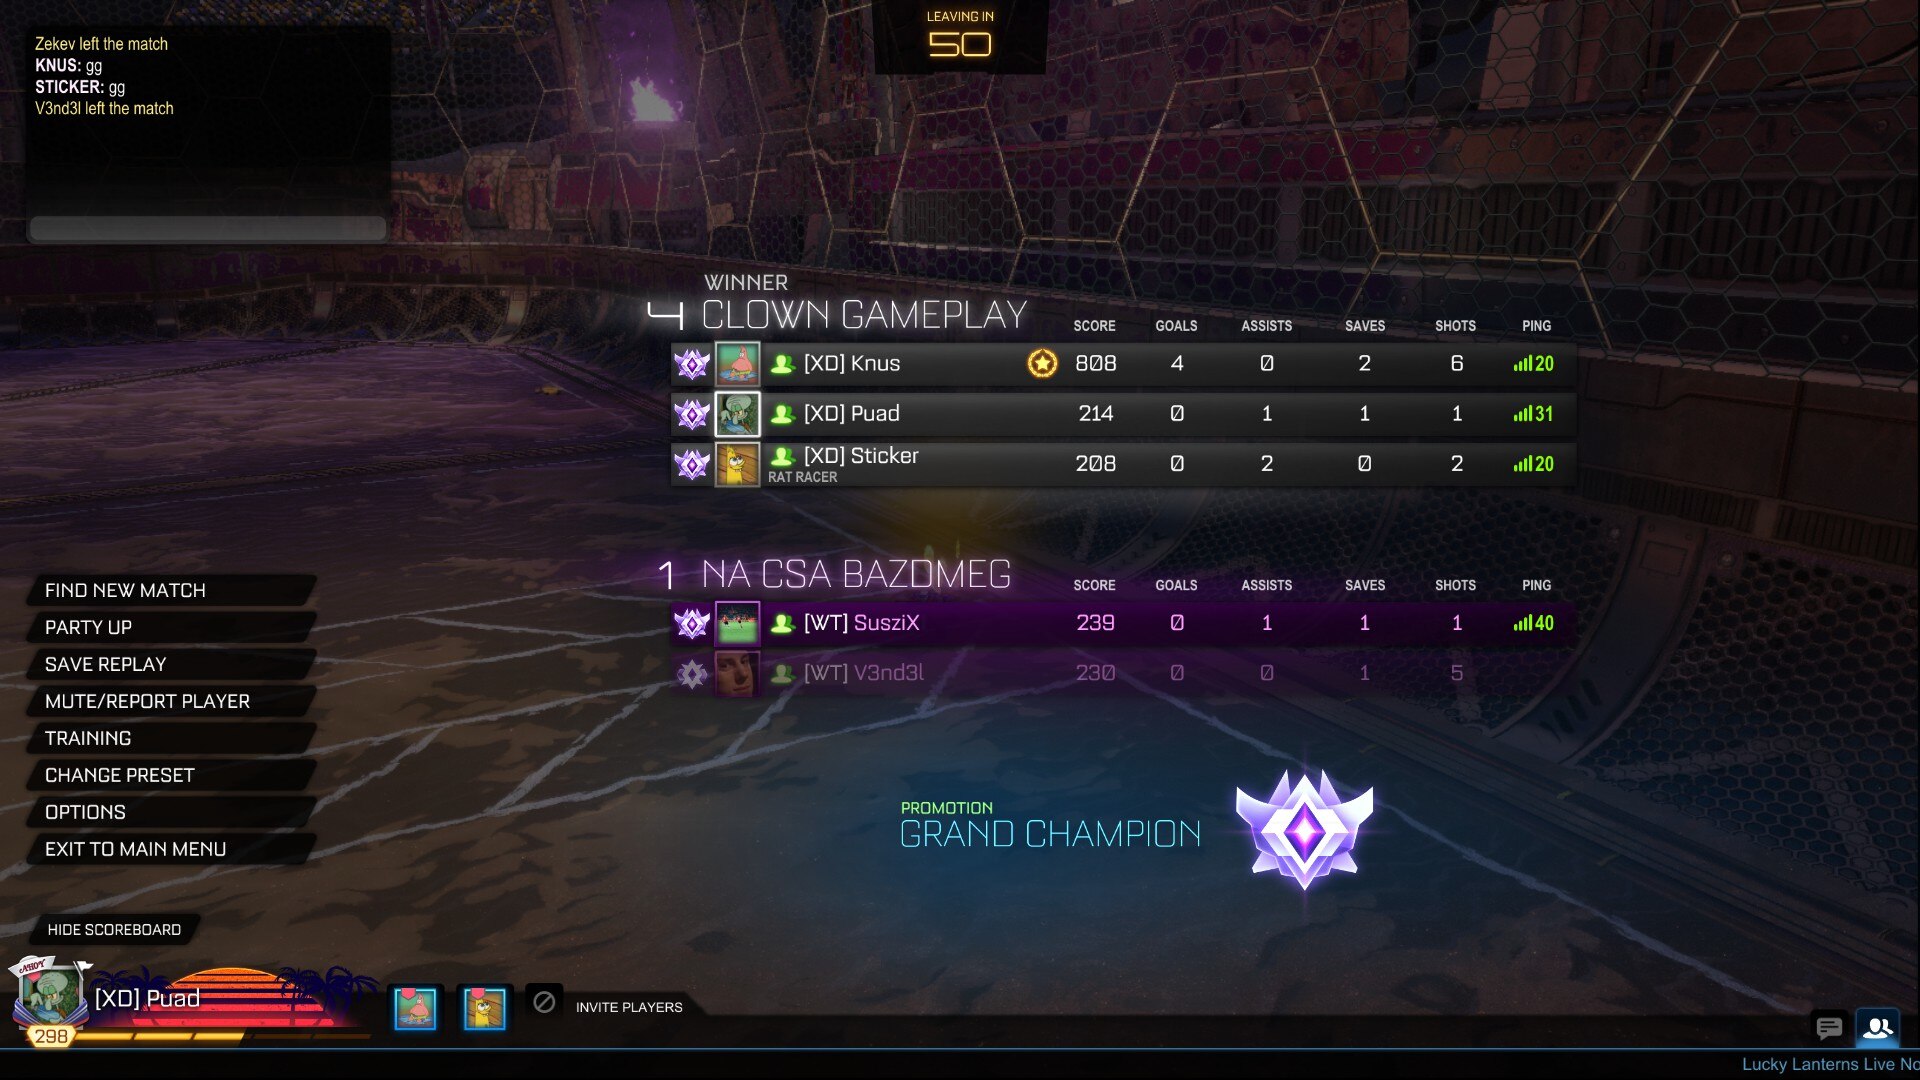 LEAVING IN
50
Zekev left the match
KNUS: gg
STICKER: gg
V3nd3l left the match
WINNER
4 CLOWN GAMEPLAY SCORE GOALS ASSISTS SAVES SHOTS PING
[XD] Knus 808 4 0 2 6 20
[XD] Puad 214 0 1 1 1 31
[XD] Sticker 208 0 2 0 2 20
RAT RACER
1 NA CSA BAZDMEG SCORE GOALS ASSISTS SAVES SHOTS PING
[WT] SusziX 239 0 1 1 1 40
[WT] V3nd3l 230 0 0 1 5
PROMOTION
GRAND CHAMPION
FIND NEW MATCH
PARTY UP
SAVE REPLAY
MUTE/REPORT PLAYER
TRAINING
CHANGE PRESET
OPTIONS
EXIT TO MAIN MENU
HIDE SCOREBOARD
AHOY
[XD] Puad
298
INVITE PLAYERS
Lucky Lanterns Live No